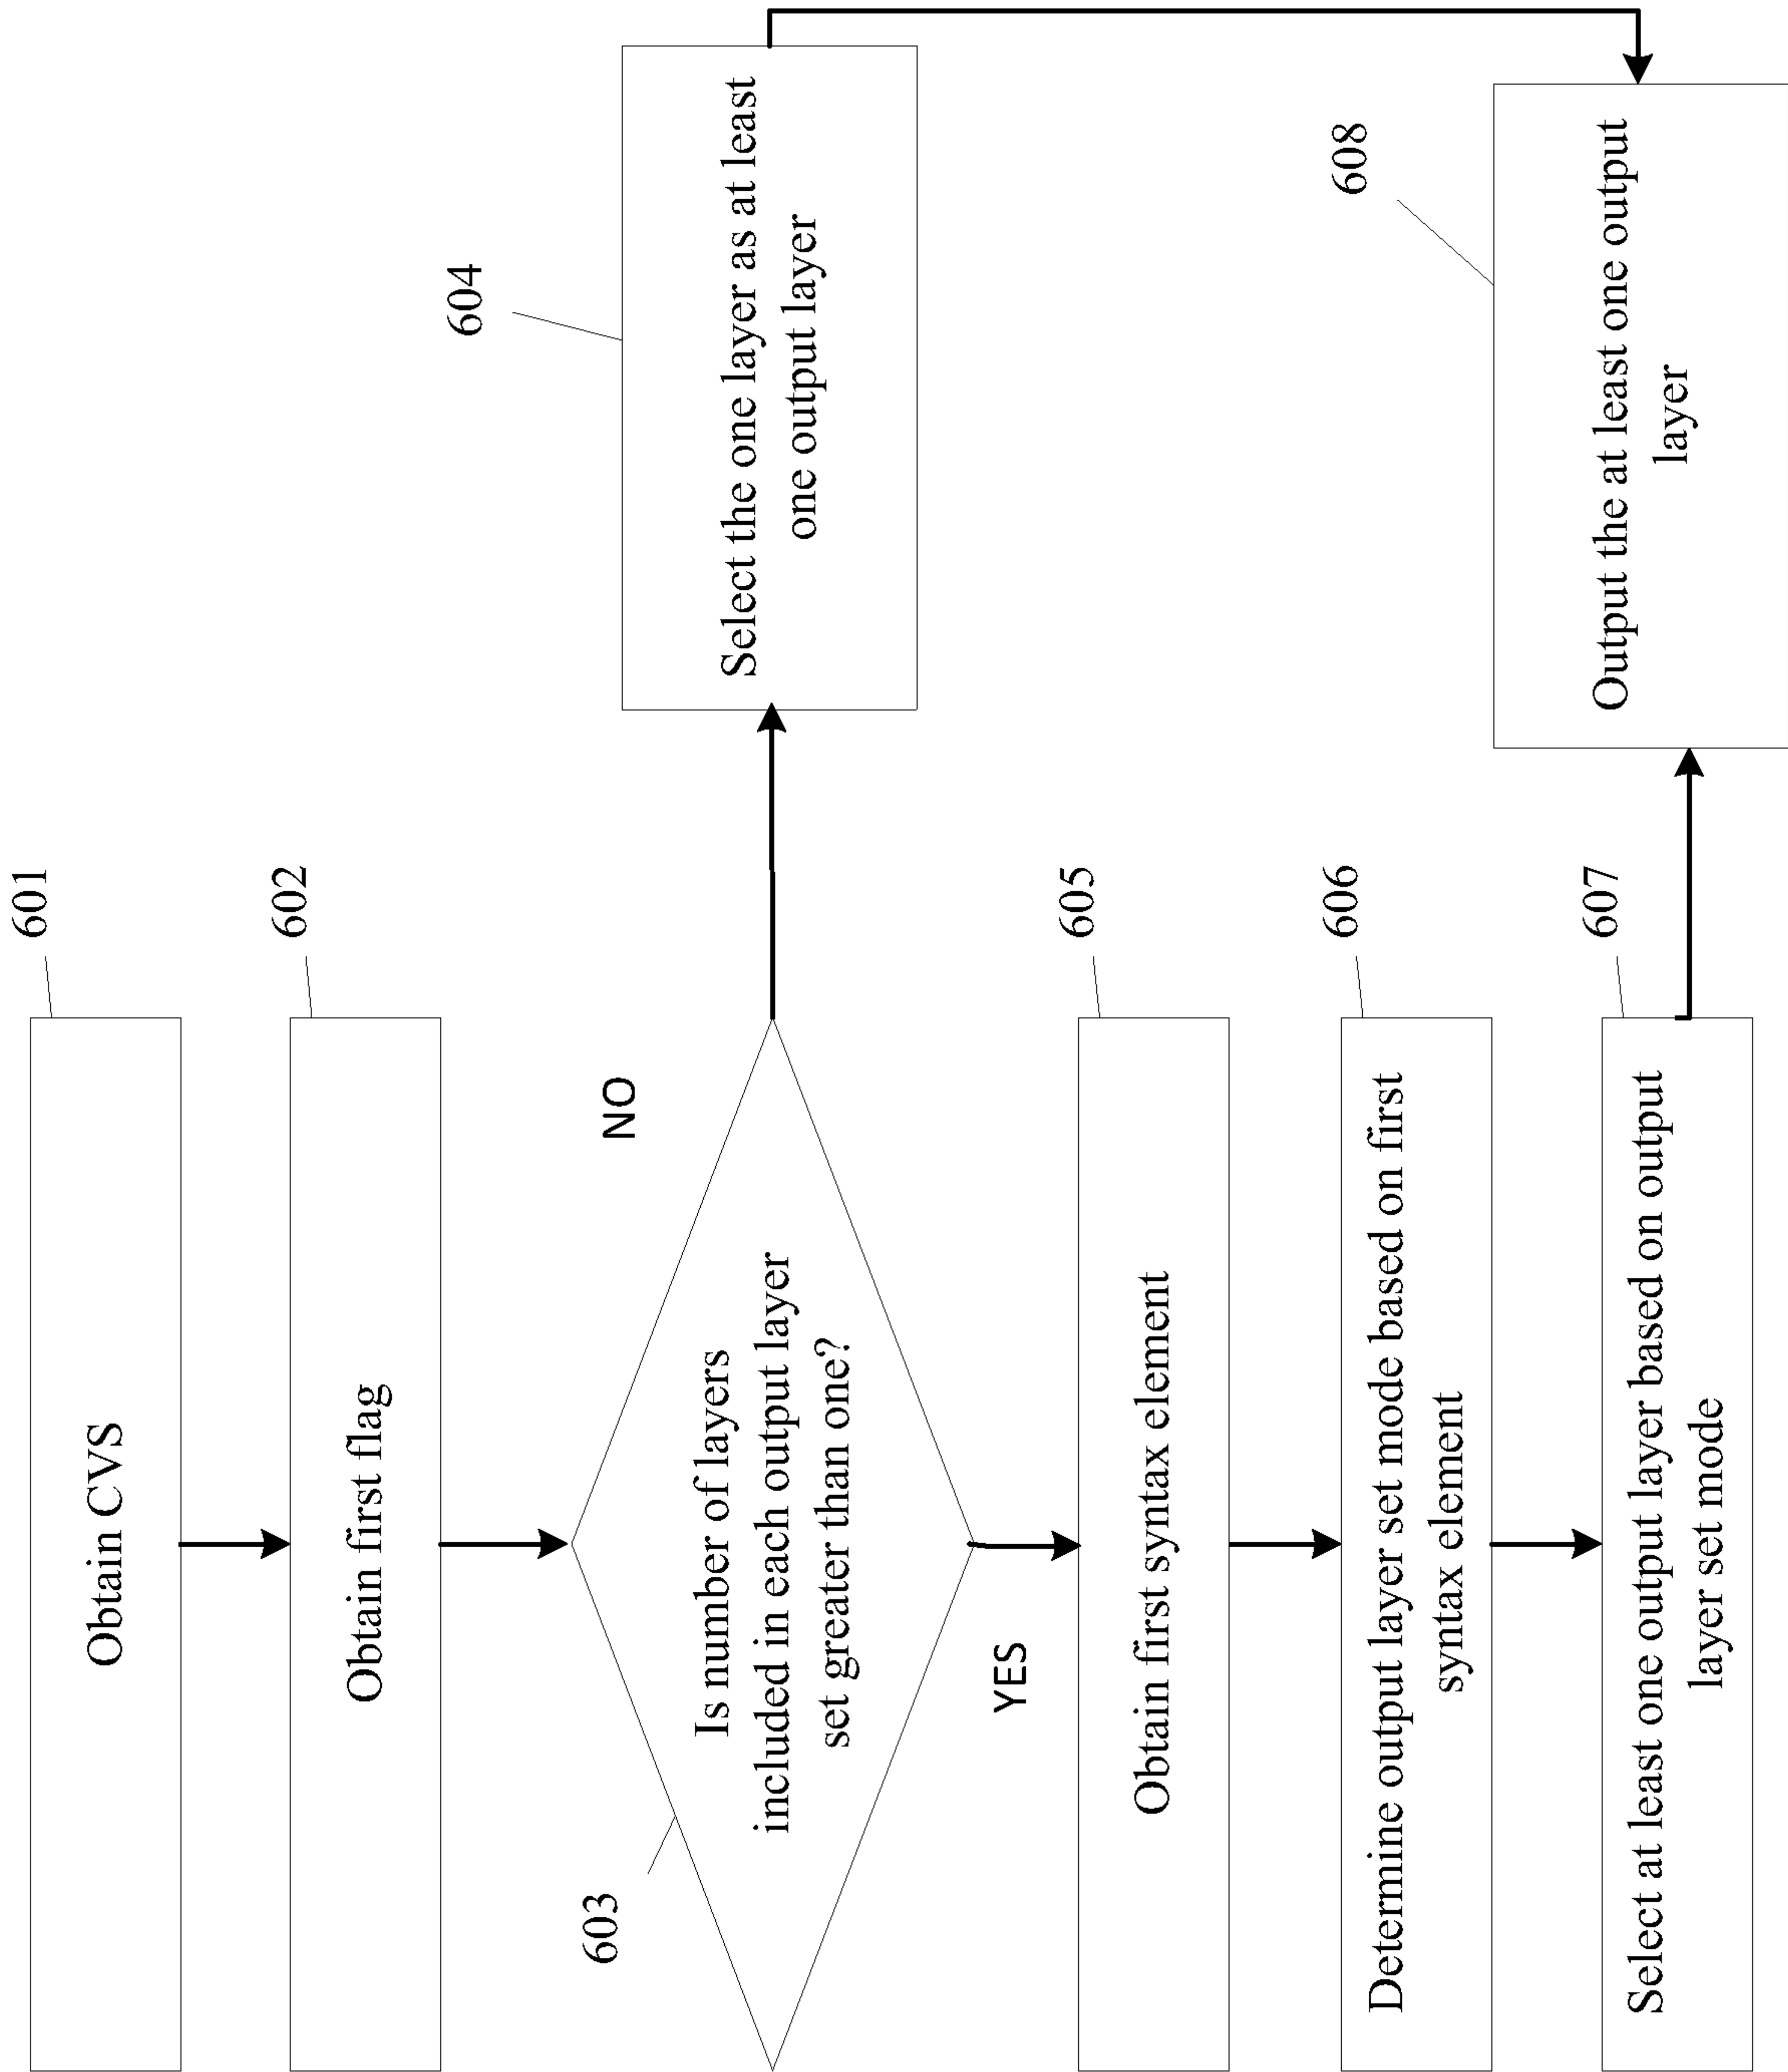 601
Obtain CVS
602
Obtain first flag
603
Is number of layers
included in each output layer
set greater than one?
NO
604
Select the one layer as at least
one output layer
YES
605
Obtain first syntax element
606
Determine output layer set mode based on first
syntax element
607
Select at least one output layer based on output
layer set mode
608
Output the at least one output
layer